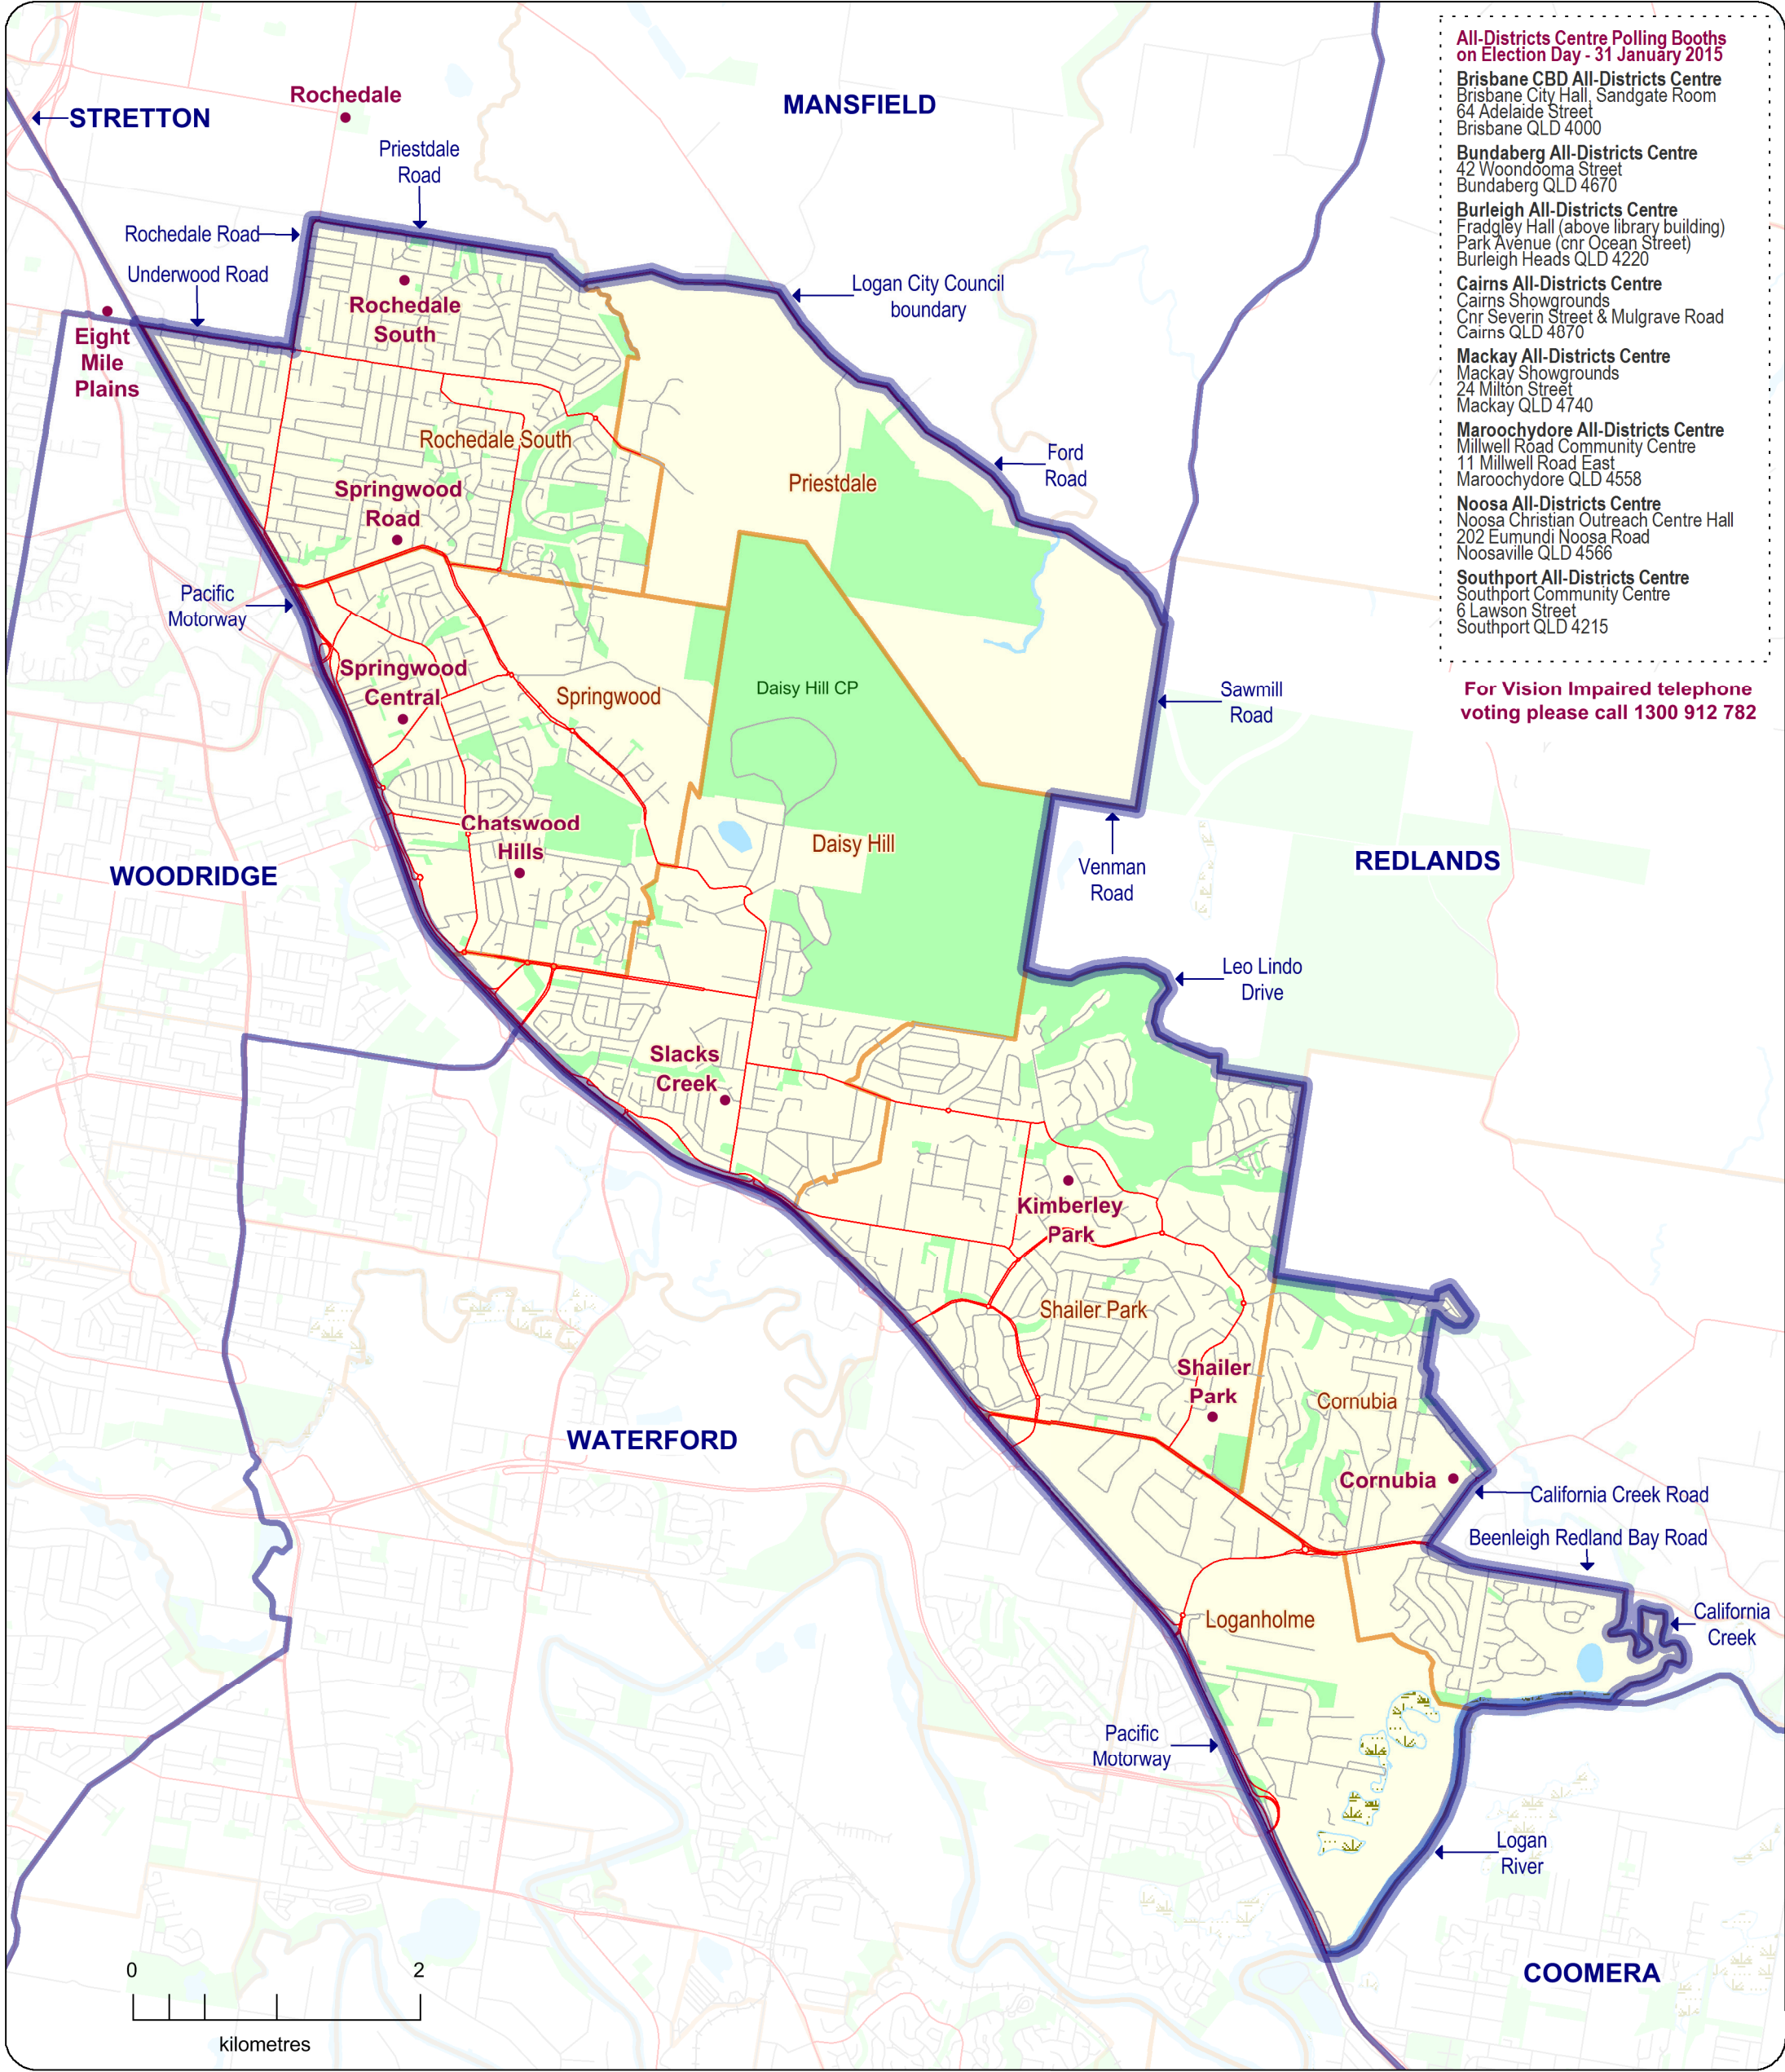 All-Districts Centre Polling Booths
on Election Day - 31 January 2015
Brisbane CBD All-Districts Centre
Brisbane City Hall, Sandgate Room
64 Adelaide Street
Brisbane QLD 4000
Bundaberg All-Districts Centre
42 Woondooma Street
Bundaberg QLD 4670
Burleigh All-Districts Centre
Fradgley Hall (above library building)
Park Avenue (cnr Ocean Street)
Burleigh Heads QLD 4220
Cairns All-Districts Centre
Cairns Showgrounds
Cnr Severin Street & Mulgrave Road
Cairns QLD 4870
Mackay All-Districts Centre
Mackay Showgrounds
24 Milton Street
Mackay QLD 4740
Maroochydore All-Districts Centre
Millwell Road Community Centre
11 Millwell Road East
Maroochydore QLD 4558
Noosa All-Districts Centre
Noosa Christian Outreach Centre Hall
202 Eumundi Noosa Road
Noosaville QLD 4566
Southport All-Districts Centre
Southport Community Centre
6 Lawson Street
Southport QLD 4215
For Vision Impaired telephone
voting please call 1300 912 782
Rochedale
MANSFIELD
STRETTON
Priestdale
Road
Rochedale Road
Underwood Road
Logan City Council
boundary
Rochedale
South
Eight
Mile
Plains
Rochedale South
Ford
Road
Priestdale
Springwood
Road
Pacific
Motorway
Springwood
Central
Springwood
Daisy Hill CP
Sawmill
Road
Chatswood
Hills
Daisy Hill
WOODRIDGE
Venman
Road
REDLANDS
Leo Lindo
Drive
Slacks
Creek
Kimberley
Park
Shailer Park
Shailer
Park
Cornubia
WATERFORD
Cornubia
California Creek Road
Beenleigh Redland Bay Road
Loganholme
California
Creek
Pacific
Motorway
Logan
River
COOMERA
0 2
kilometres